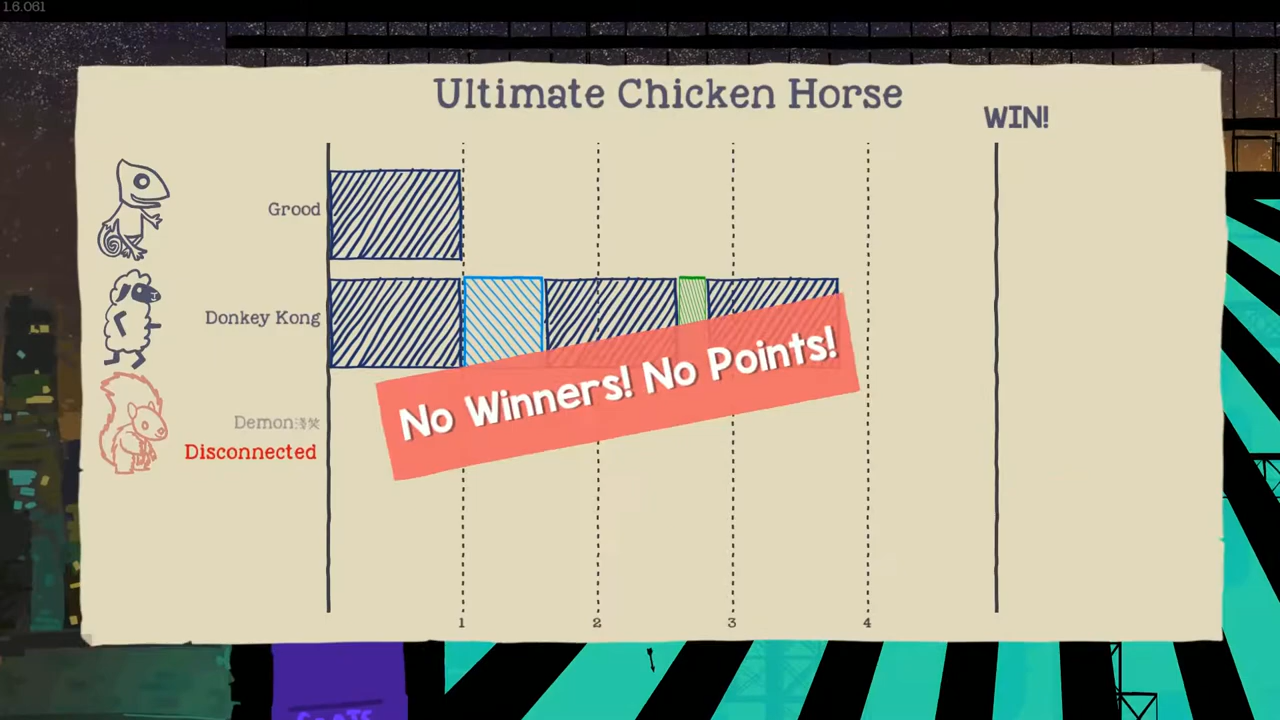 1.6.061
Ultimate Chicken Horse
WIN!
Grood
Donkey Kong
No Winners! No Points!
Demon
Disconnected
1 2 3 4